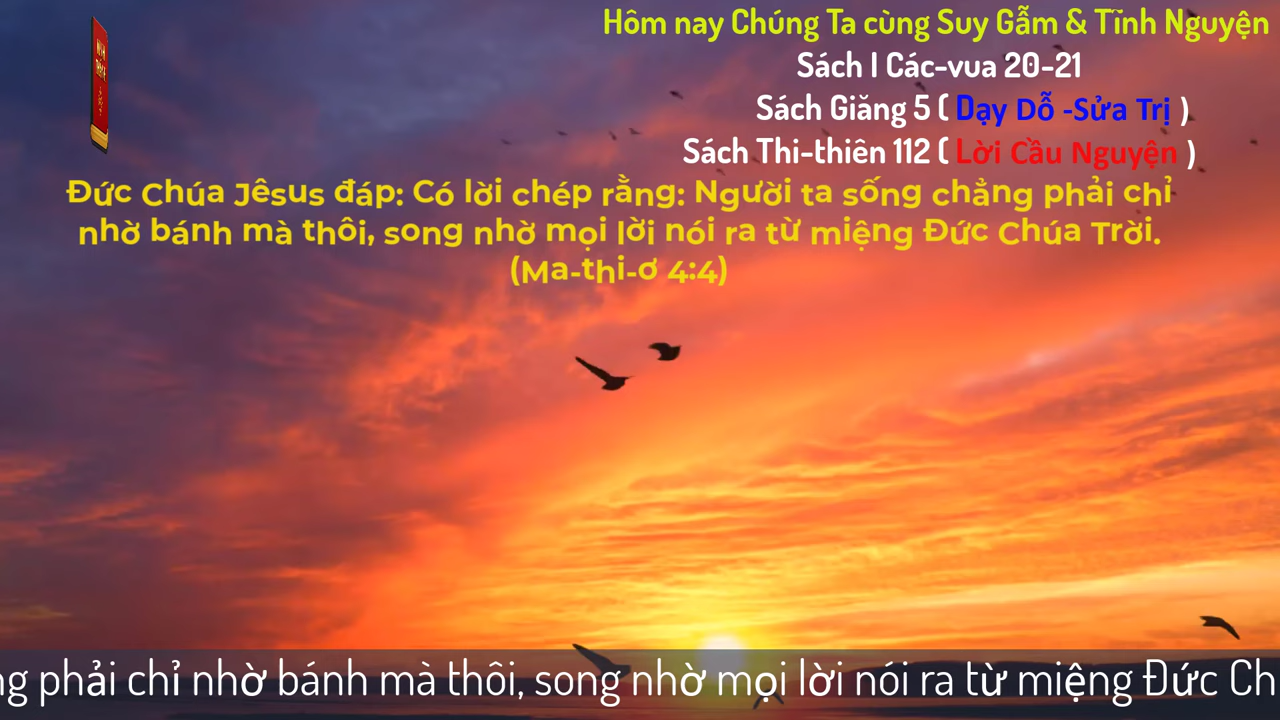 Hôm nay Chúng Ta cùng Suy Gẫm & Tĩnh Nguyện
Sách I Các-vua 20-21
Sách Giăng 5 ( Dạy Dỗ -Sửa Trị )
Sách Thi-thiên 112 ( Lời Cầu Nguyện )
Đức Chúa Jêsus đáp: Có lời chép rằng: Người ta sống chẳng phải chỉ
nhờ bánh mà thôi, song nhờ mọi lời nói ra từ miệng Đức Chúa Trời.
(Ma-thi-ơ 4:4)
ng phải chỉ nhờ bánh mà thôi, song nhờ mọi lời nói ra từ miệng Đức Ch